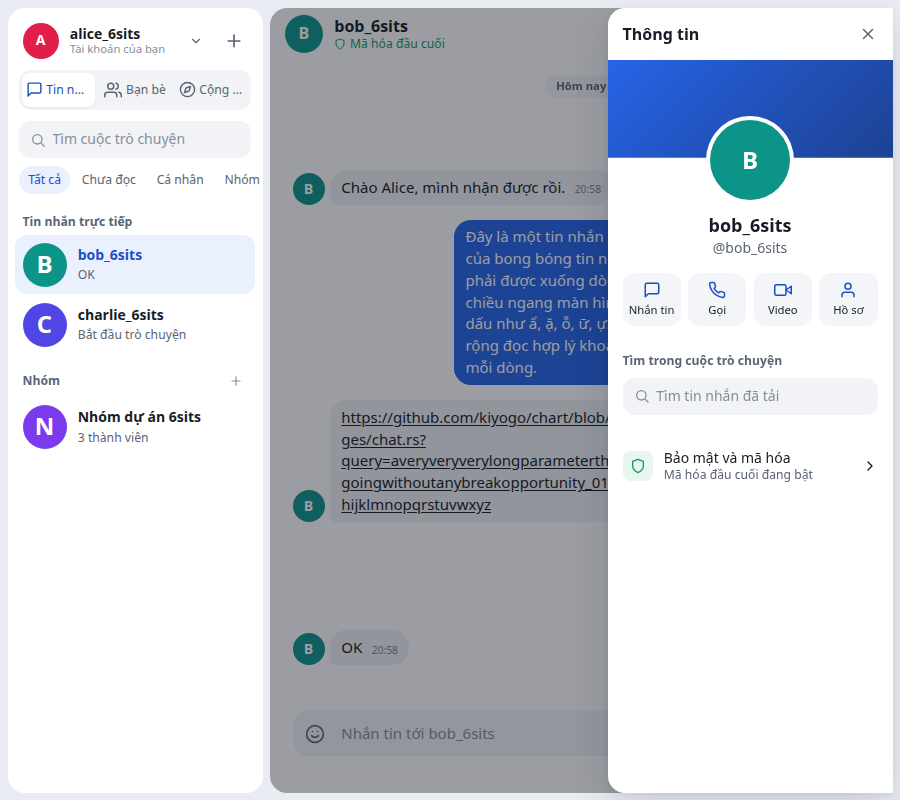 A
alice_6sits
Tài khoản của bạn
Tin n...
Bạn bè
Cộng ...
Tìm cuộc trò chuyện
Tất cả
Chưa đọc
Cá nhân
Nhóm
Tin nhắn trực tiếp
B
bob_6sits
OK
C
charlie_6sits
Bắt đầu trò chuyện
Nhóm
N
Nhóm dự án 6sits
3 thành viên
B
bob_6sits
Mã hóa đầu cuối
Hôm nay
B
Chào Alice, mình nhận được rồi. 20:58
Đây là một tin nhắn
của bong bóng tin n
phải được xuống dò
chiều ngang màn hì
dấu như ấ, ặ, ỗ, ữ, ự
rộng đọc hợp lý kho
mỗi dòng.
https://github.com/kiyogo/chart/blob/
ges/chat.rs?
query=averyveryverylongparameterth
goingwithoutanybreakopportunity_01
hijklmnopqrstuvwxyz
B
B
OK 20:58
Nhắn tin tới bob_6sits
Thông tin
B
bob_6sits
@bob_6sits
Nhắn tin
Gọi
Video
Hồ sơ
Tìm trong cuộc trò chuyện
Tìm tin nhắn đã tải
Bảo mật và mã hóa
Mã hóa đầu cuối đang bật